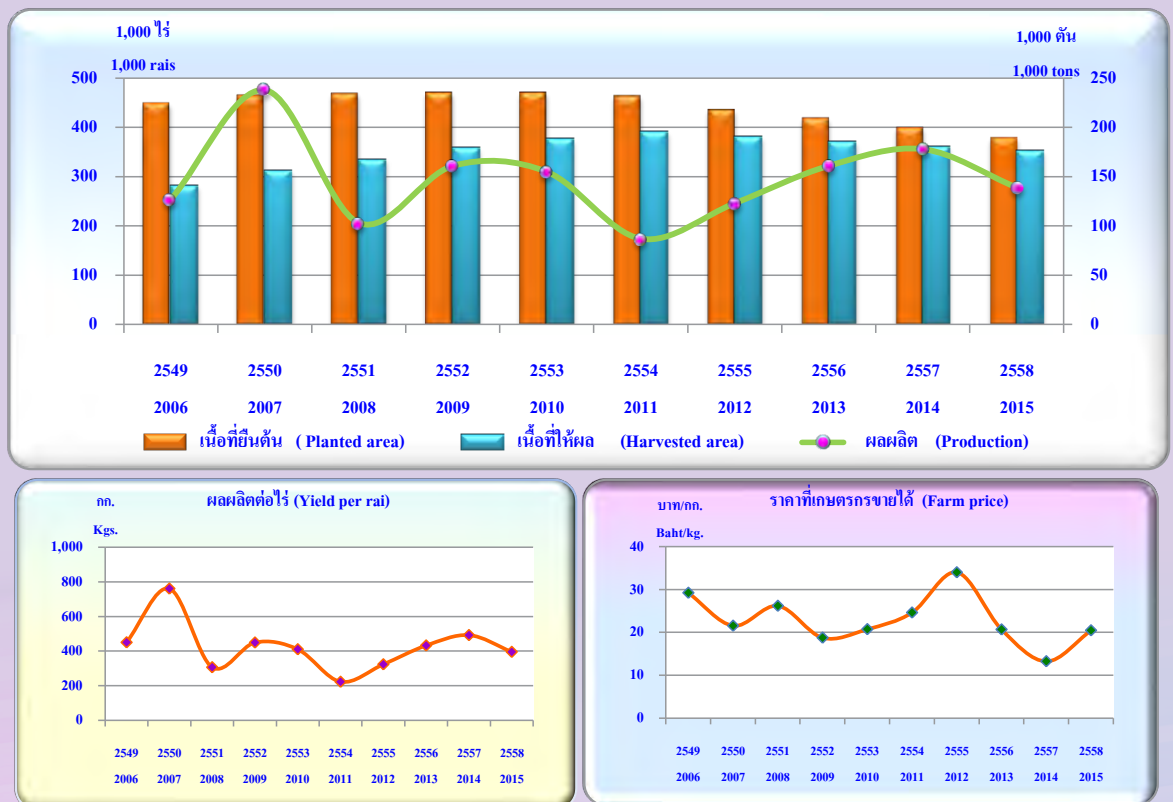 1,000 ไร่
1,000 rais
1,000 ตัน
1,000 tons
500
400
300
200
100
0
250
200
150
100
50
0
2549 2550 2551 2552 2553 2554 2555 2556 2557 2558
2006 2007 2008 2009 2010 2011 2012 2013 2014 2015
เนื้อที่ยืนต้น ( Planted area) เนื้อที่ให้ผล (Harvested area) ผลผลิต (Production)
ผลผลิตต่อไร่ (Yield per rai)
กก.
Kgs.
1,000
800
600
400
200
0
2549 2550 2551 2552 2553 2554 2555 2556 2557 2558
2006 2007 2008 2009 2010 2011 2012 2013 2014 2015
ราคาที่เกษตรกรขายได้ (Farm price)
บาท/กก.
Baht/kg.
40
30
20
10
0
2549 2550 2551 2552 2553 2554 2555 2556 2557 2558
2006 2007 2008 2009 2010 2011 2012 2013 2014 2015